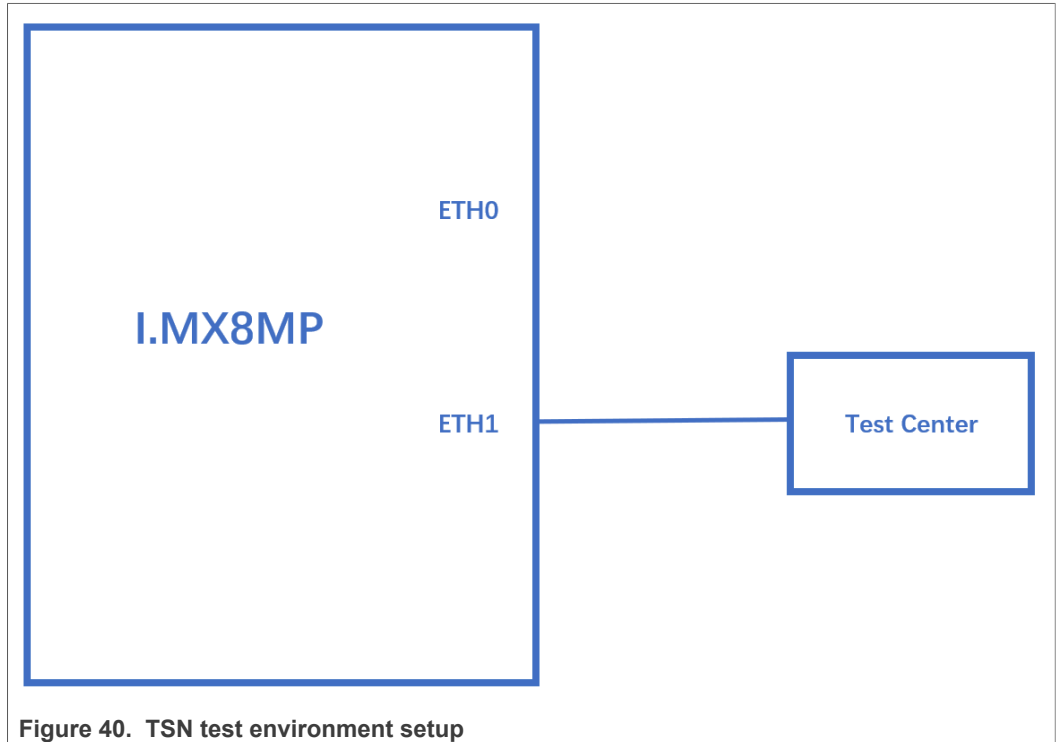 ETH0
I.MX8MP
ETH1
Test Center
Figure 40. TSN test environment setup